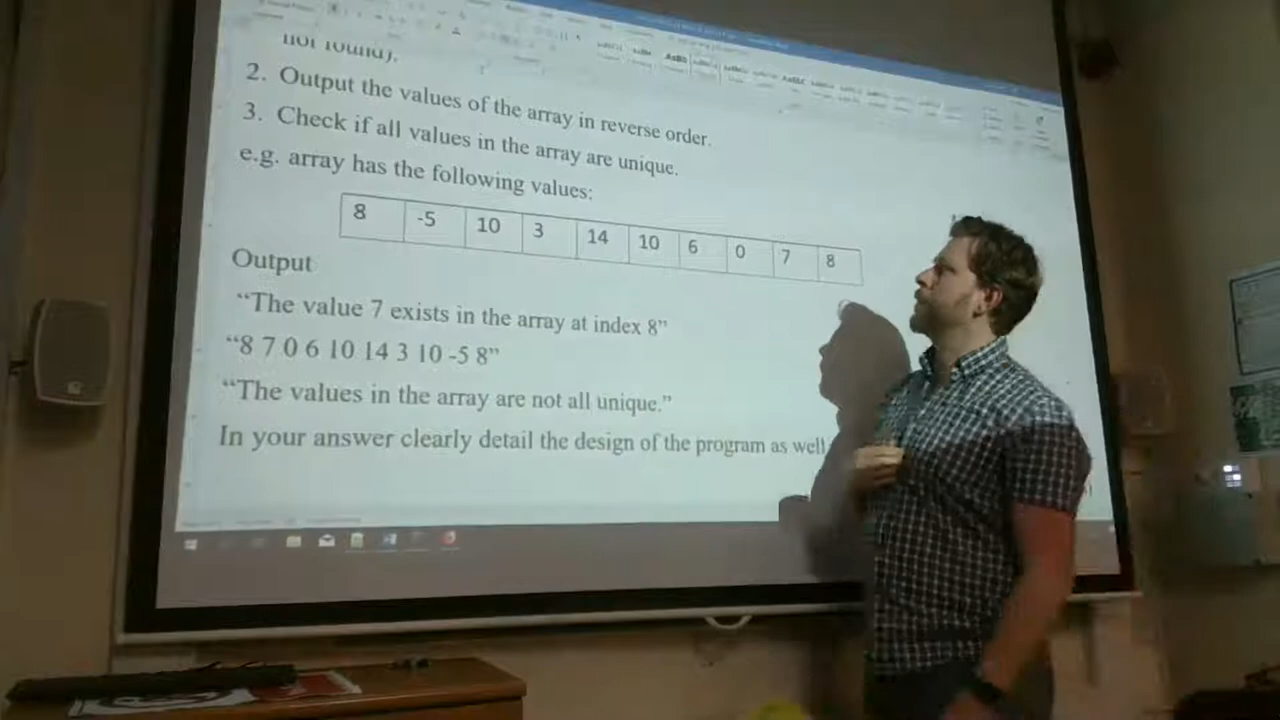 not found),
2. Output the values of the array in reverse order.
3. Check if all values in the array are unique.
e.g. array has the following values:
8 -5 10 3 14 10 6 0 7 8
Output
“The value 7 exists in the array at index 8”
“8 7 0 6 10 14 3 10 -5 8”
“The values in the array are not all unique.”
In your answer clearly detail the design of the program as well